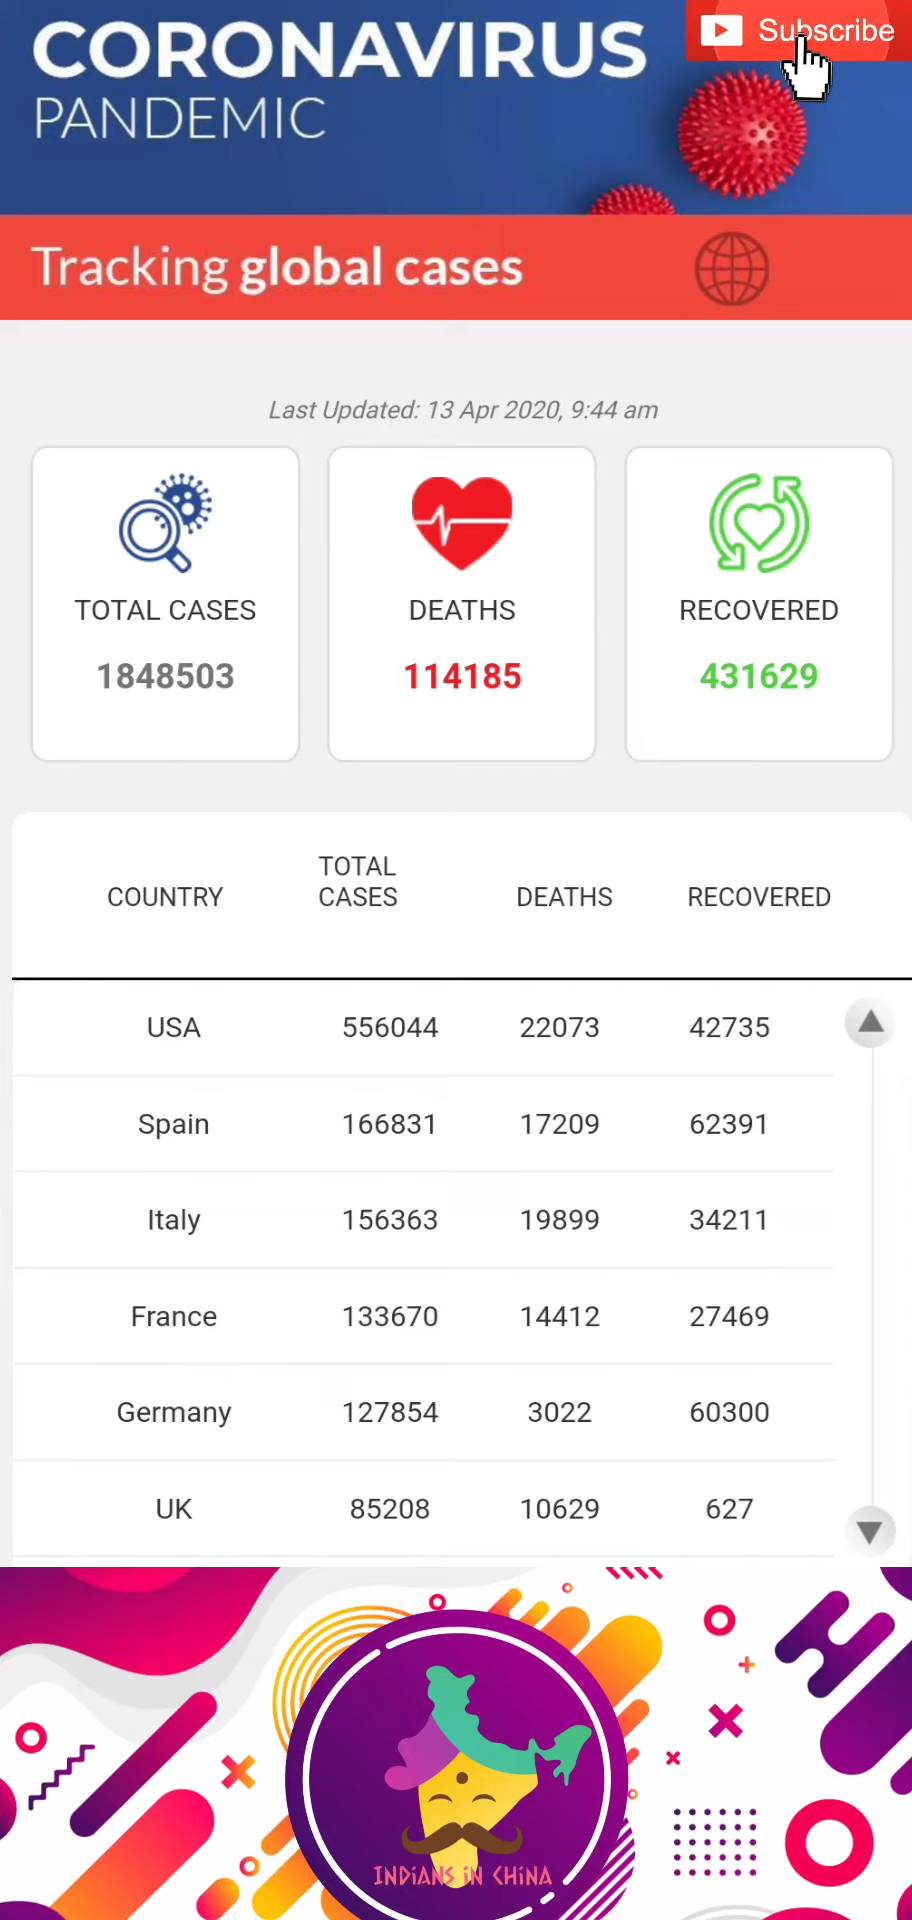 CORONAVIRUS
Subscribe
PANDEMIC
Tracking global cases
Last Updated: 13 Apr 2020, 9:44 am
TOTAL CASES DEATHS RECOVERED
1848503 114185 431629
COUNTRY TOTAL CASES DEATHS RECOVERED
USA 556044 22073 42735
Spain 166831 17209 62391
Italy 156363 19899 34211
France 133670 14412 27469
Germany 127854 3022 60300
UK 85208 10629 627
INDiANS iN CHiNA